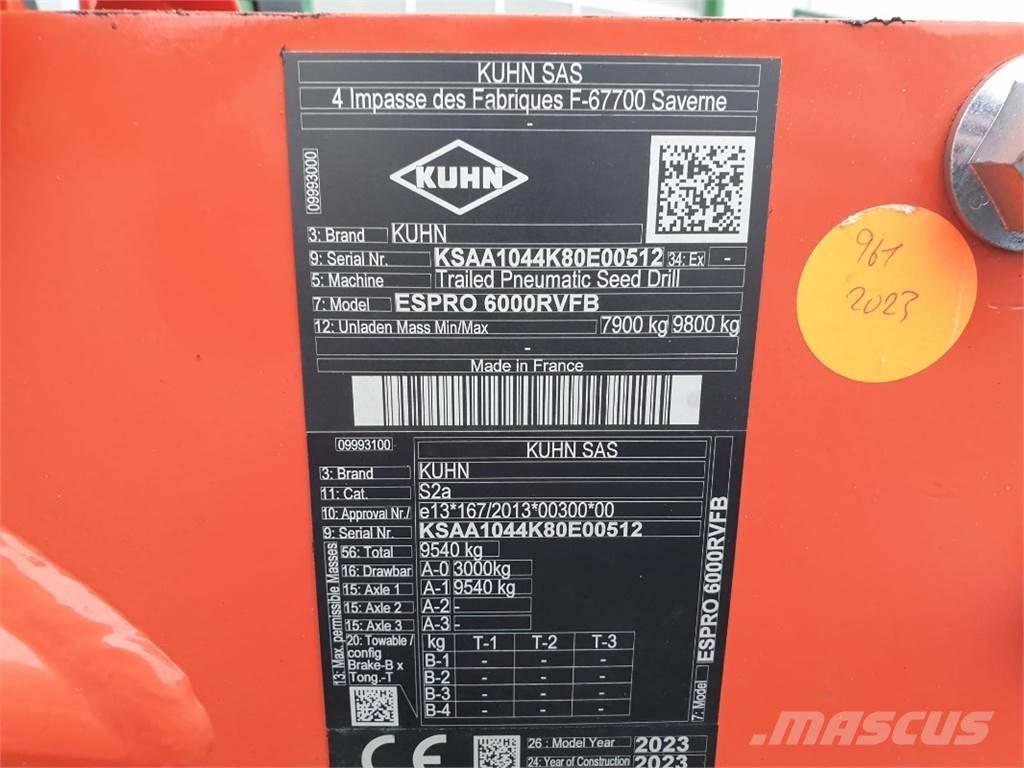 KUHN SAS
4 Impasse des Fabriques F-67700 Saverne
-
09993000
KUHN
3: Brand KUHN
9: Serial Nr. KSAA1044K80E00512 34: Ex -
5: Machine Trailed Pneumatic Seed Drill
7: Model ESPRO 6000RVFB
12: Unladen Mass Min/Max 7900 kg 9800 kg
-
Made in France
09993100 KUHN SAS
3: Brand KUHN
11: Cat. S2a
10: Approval Nr./ e13*167/2013*00300*00
9: Serial Nr. KSAA1044K80E00512
13: Max. permissible Masses
56: Total 9540 kg
16: Drawbar A-0 3000kg
15: Axle 1 A-1 9540 kg
15: Axle 2 A-2 -
15: Axle 3 A-3 -
20: Towable /
config
Brake-B x
Tong.-T
kg T-1 T-2 T-3
B-1 - - -
B-2 - - -
B-3 - - -
B-4 - - -
7: Model ESPRO 6000RVFB
CE
26 : Model Year 2023
24: Year of Construction 2023
961
2023
MASCUS